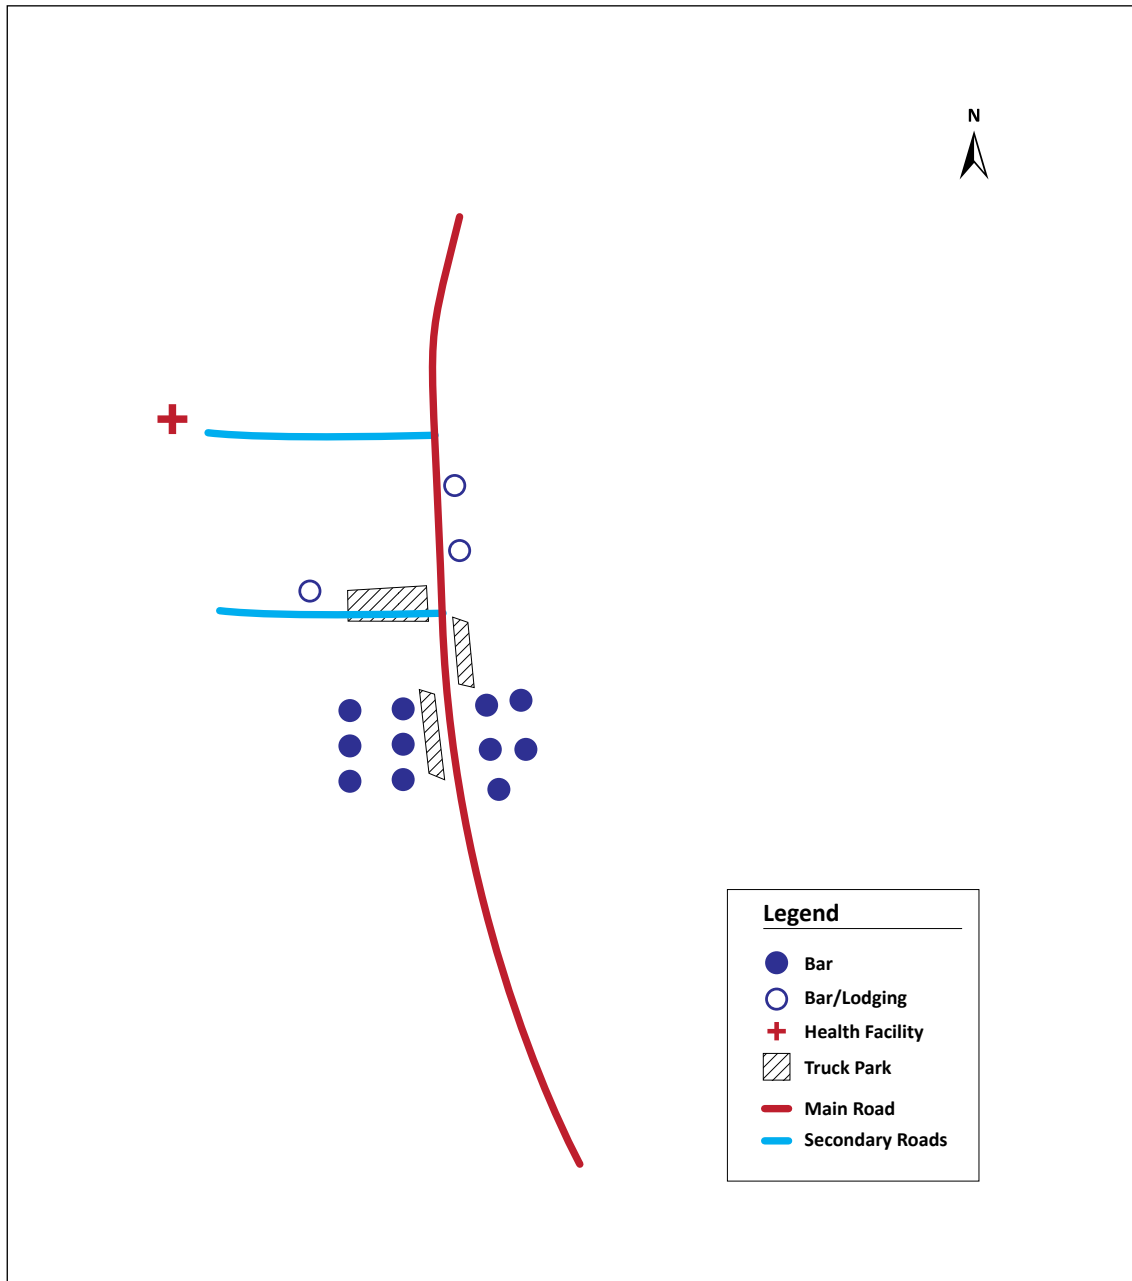 N
Legend
Bar
Bar/Lodging
Health Facility
Truck Park
Main Road
Secondary Roads